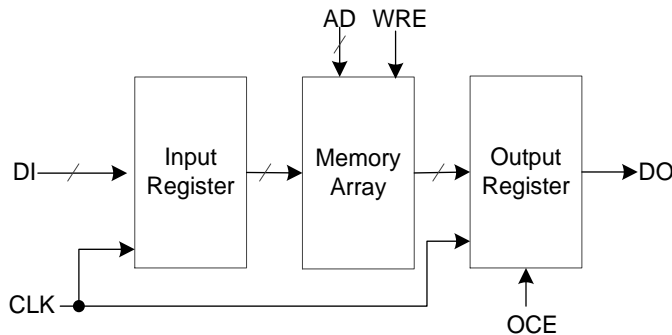 AD WRE
DI
Input
Register
Memory
Array
Output
Register
DO
CLK
OCE